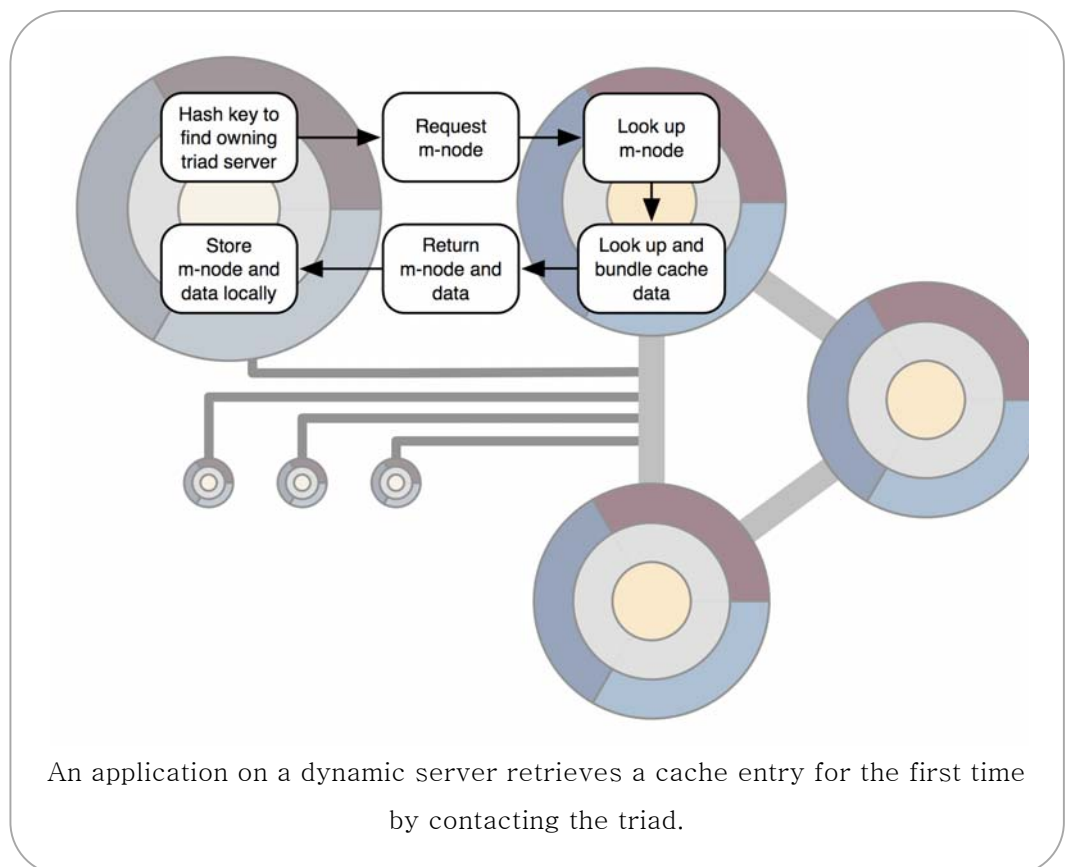 Hash key to
find owning
triad server
Request
m-node
Look up
m-node
Look up and
bundle cache
data
Return
m-node and
data
Store
m-node and
data locally
An application on a dynamic server retrieves a cache entry for the first time
by contacting the triad.